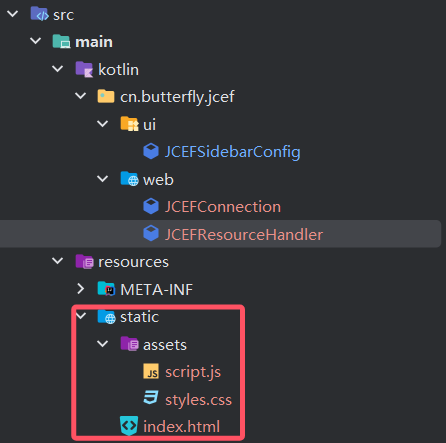 src
main
kotlin
cn.butterfly.jcef
ui
JCEFSidebarConfig
web
JCEFConnection
JCEFResourceHandler
resources
META-INF
static
assets
JS script.js
styles.css
index.html